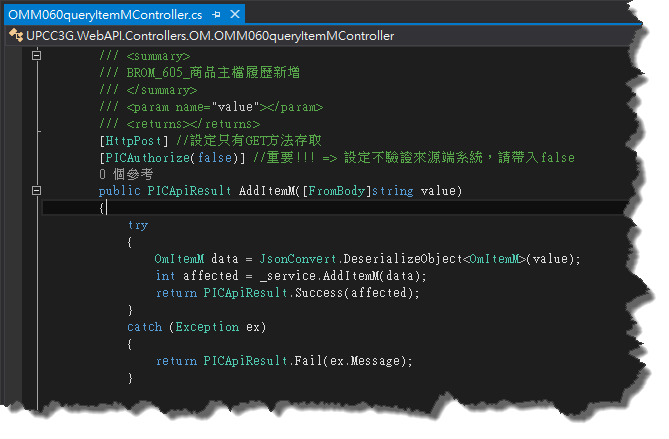 OMM060queryItemMController.cs
UPCC3G.WebAPI.Controllers.OM.OMM060queryItemMController
/// <summary>
/// BROM_605_商品主檔履歷新增
/// </summary>
/// <param name="value"></param>
/// <returns></returns>
[HttpPost] //設定只有GET方法存取
[PICAuthorize(false)] //重要!!! => 設定不驗證來源端系統，請帶入false
0 個參考
public PICApiResult AddItemM([FromBody]string value)
{
try
{
OmItemM data = JsonConvert.DeserializeObject<OmItemM>(value);
int affected = _service.AddItemM(data);
return PICApiResult.Success(affected);
}
catch (Exception ex)
{
return PICApiResult.Fail(ex.Message);
}